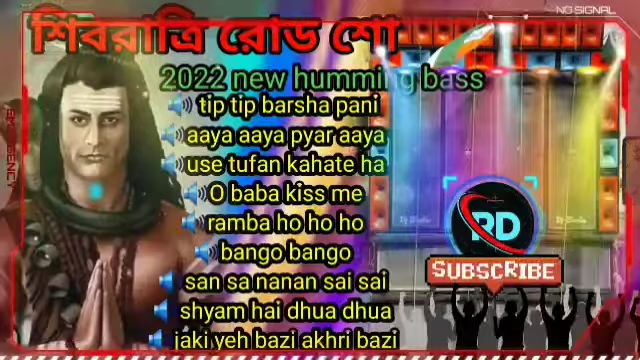 NO SIGNAL
শিবরাত্রি রোড শো
2022 new humming bass
tip tip barsha pani
aaya aaya pyar aaya
use tufan kahate ha
O baba kiss me
ramba ho ho ho
bango bango
san sa nanan sai sai
shyam hai dhua dhua
jaki yeh bazi akhri bazi
RD
SUBSCRIBE